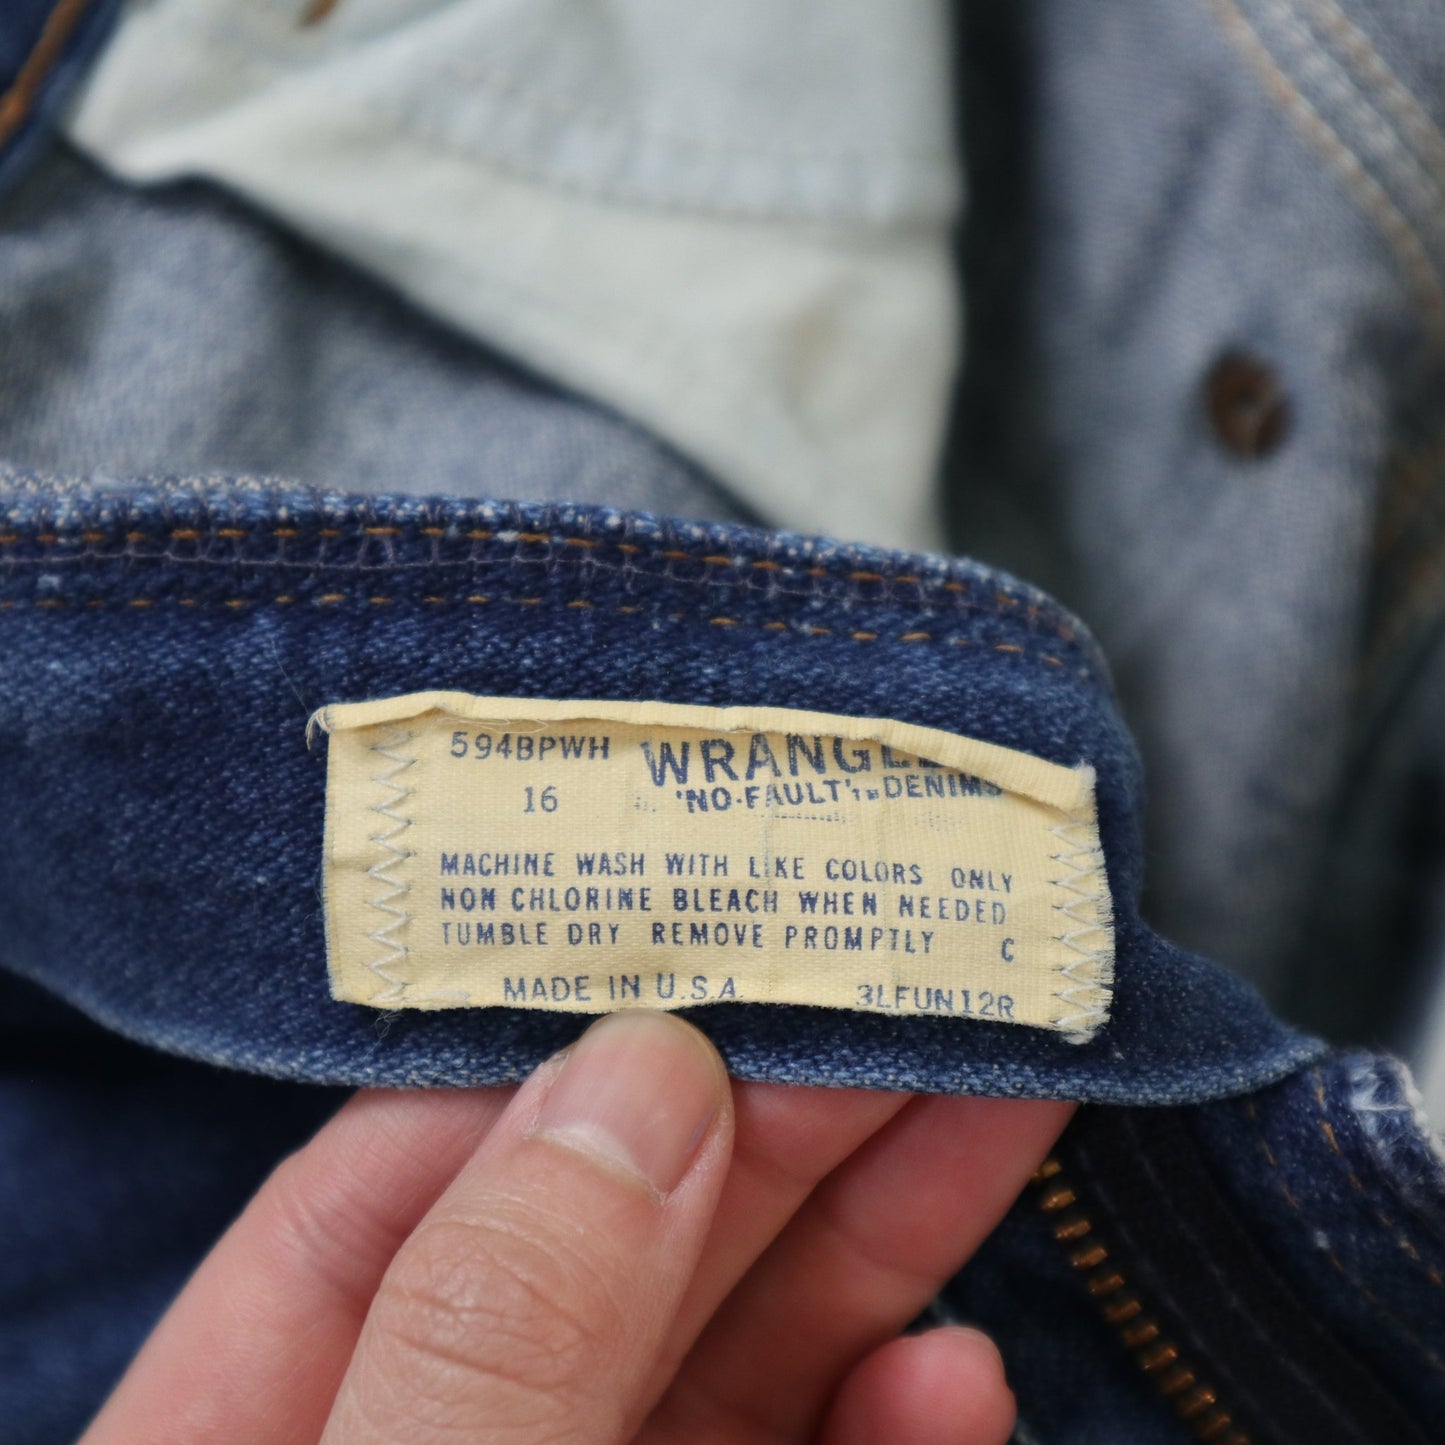 594BPWH WRANGLE
16 'NO-FAULT' DENIMS
MACHINE WASH WITH LIKE COLORS ONLY
NON CHLORINE BLEACH WHEN NEEDED
TUMBLE DRY REMOVE PROMPTLY C
MADE IN U.S.A 3LFUN12R